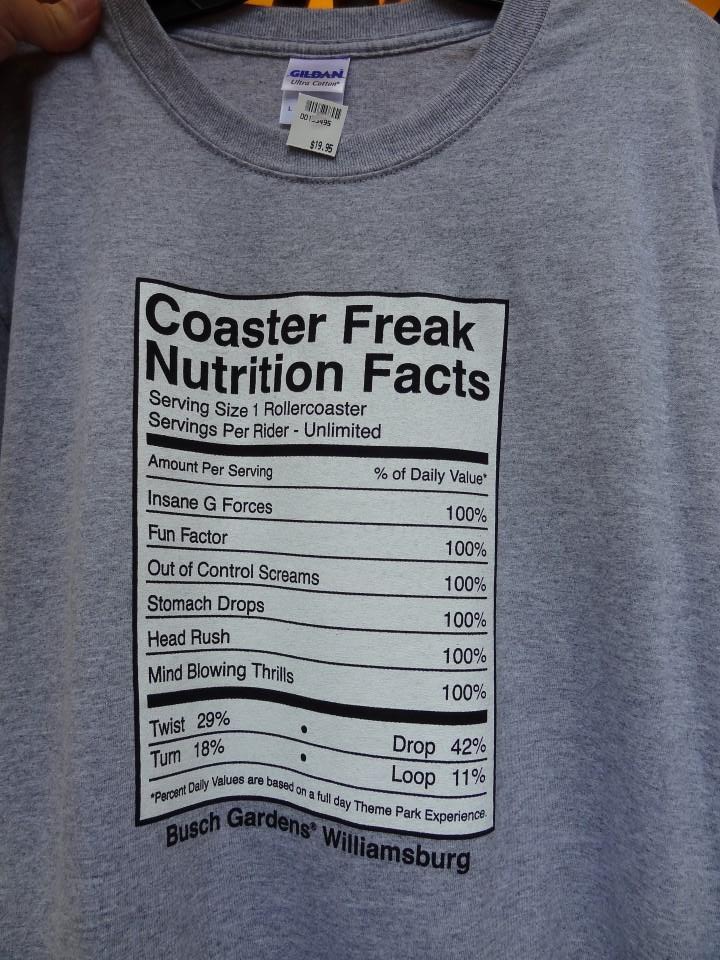 GILDAN
Ultra Cotton®
L
$19.95
Coaster Freak
Nutrition Facts
Serving Size 1 Rollercoaster
Servings Per Rider - Unlimited
Amount Per Serving % of Daily Value*
Insane G Forces 100%
Fun Factor 100%
Out of Control Screams 100%
Stomach Drops 100%
Head Rush 100%
Mind Blowing Thrills 100%
Twist 29% • Drop 42%
Turn 18% • Loop 11%
*Percent Daily Values are based on a full day Theme Park Experience.
Busch Gardens® Williamsburg